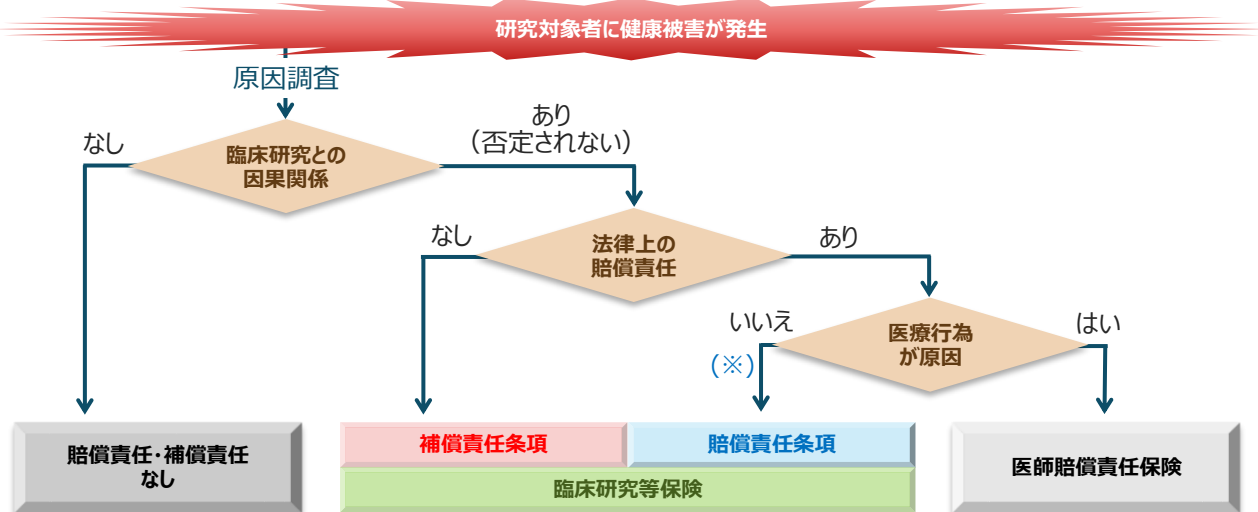 研究対象者に健康被害が発生
原因調査
なし
あり
（否定されない）
臨床研究との
因果関係
なし
法律上の
賠償責任
あり
いいえ
医療行為
が原因
はい
（※）
賠償責任・補償責任
なし
補償責任条項
賠償責任条項
臨床研究等保険
医師賠償責任保険